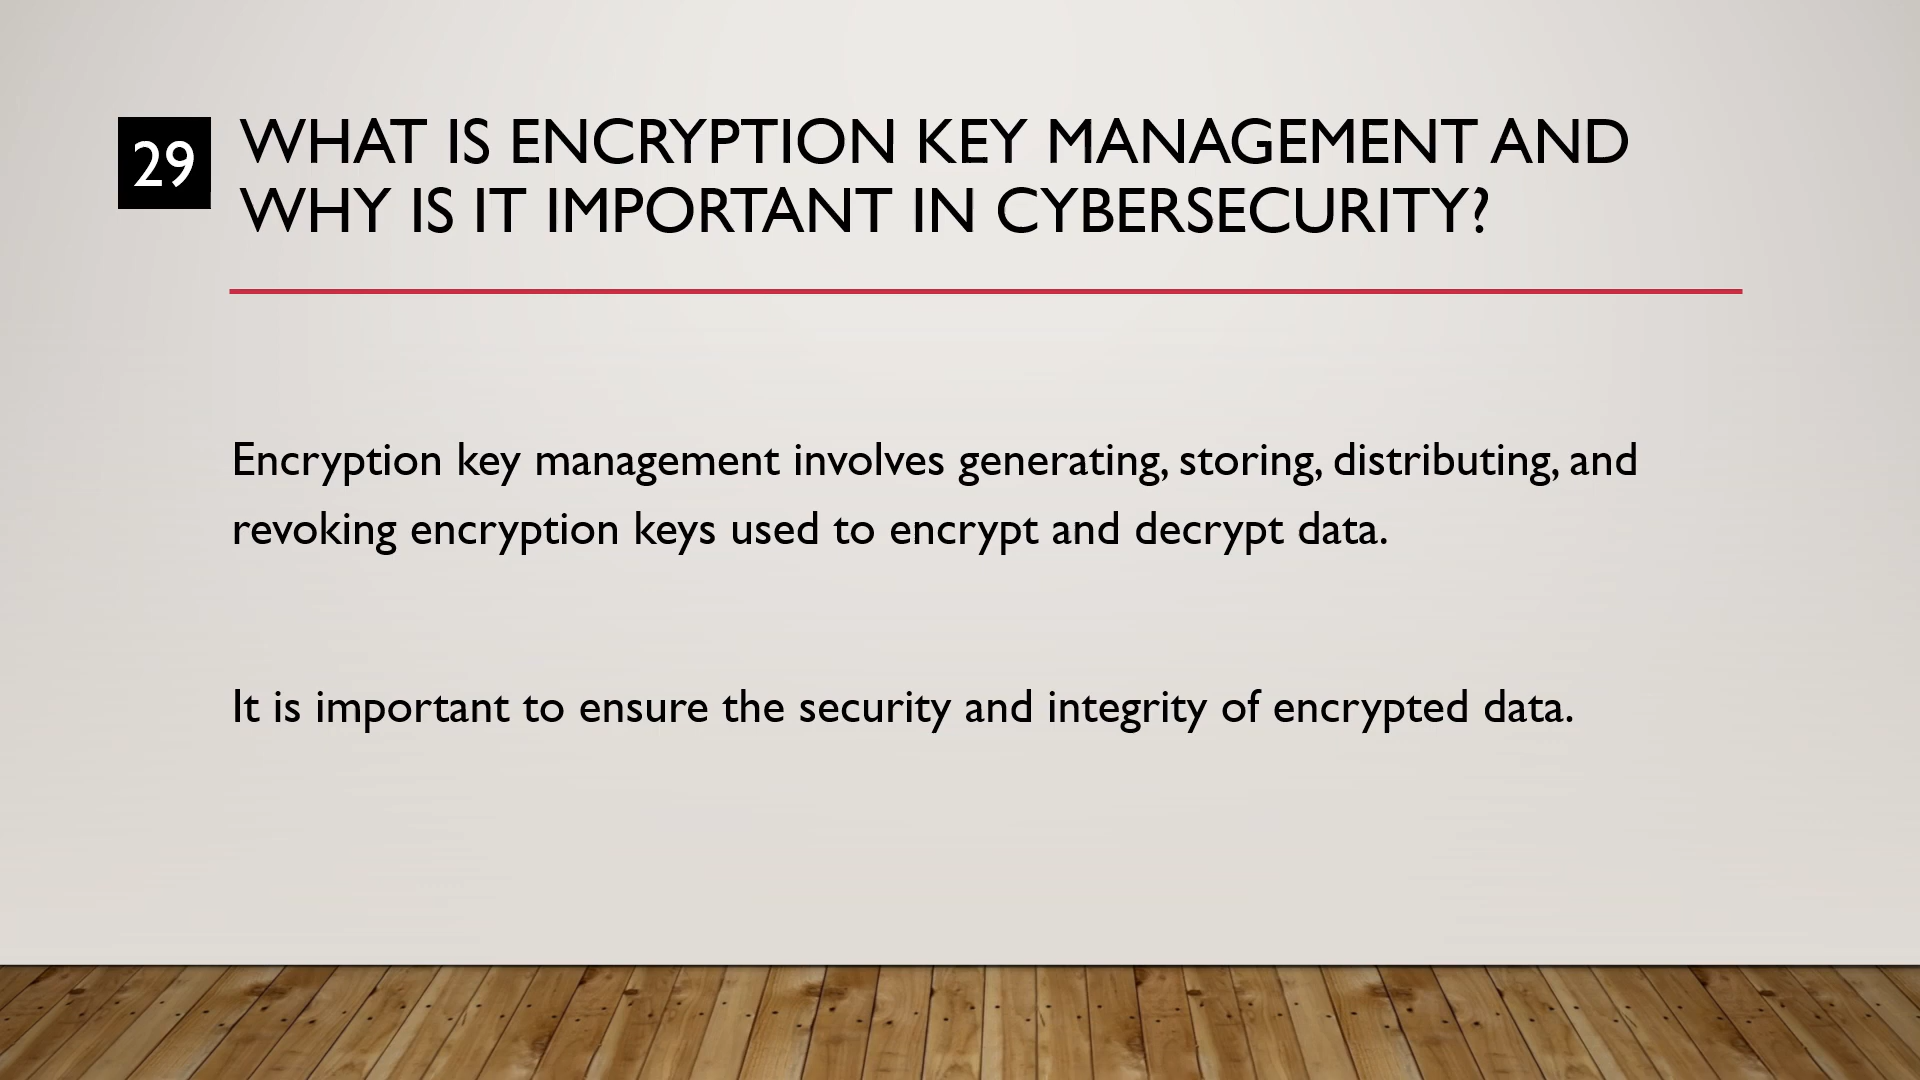 29
WHAT IS ENCRYPTION KEY MANAGEMENT AND
WHY IS IT IMPORTANT IN CYBERSECURITY?
Encryption key management involves generating, storing, distributing, and
revoking encryption keys used to encrypt and decrypt data.
It is important to ensure the security and integrity of encrypted data.